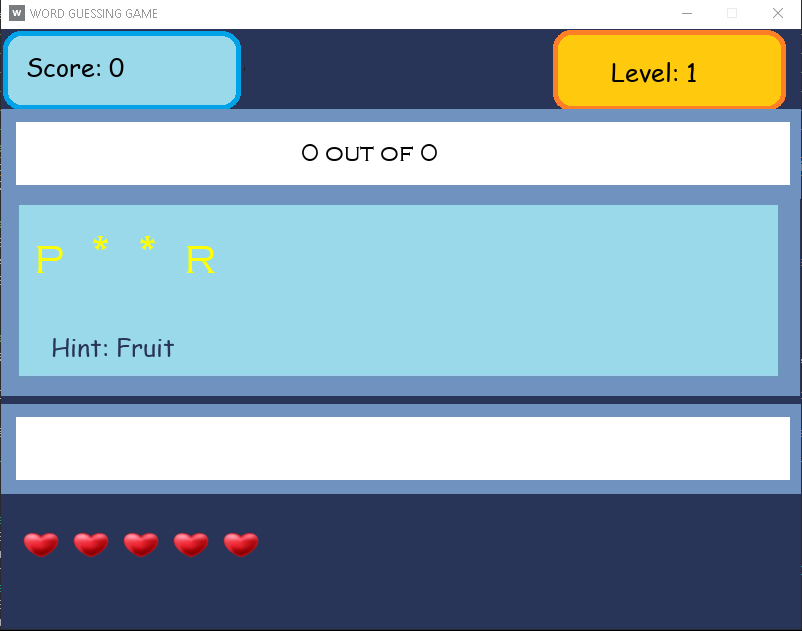 W WORD GUESSING GAME
Score: 0
Level: 1
0 OUT OF 0
P * * R
Hint: Fruit